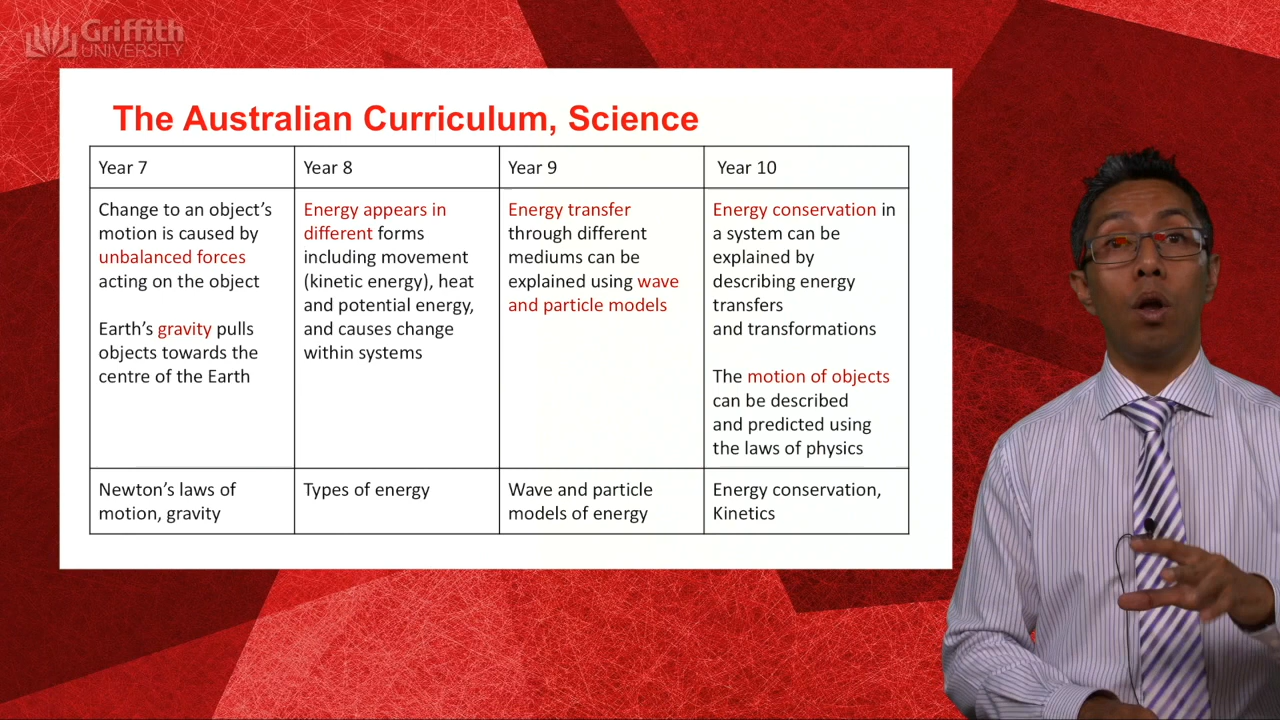 Griffith
UNIVERSITY
The Australian Curriculum, Science
Year 7
Year 8
Year 9
Year 10
Change to an object’s
motion is caused by
unbalanced forces
acting on the object
Earth’s gravity pulls
objects towards the
centre of the Earth
Energy appears in
different forms
including movement
(kinetic energy), heat
and potential energy,
and causes change
within systems
Energy transfer
through different
mediums can be
explained using wave
and particle models
Energy conservation in
a system can be
explained by
describing energy
transfers
and transformations
The motion of objects
can be described
and predicted using
the laws of physics
Newton’s laws of
motion, gravity
Types of energy
Wave and particle
models of energy
Energy conservation,
Kinetics